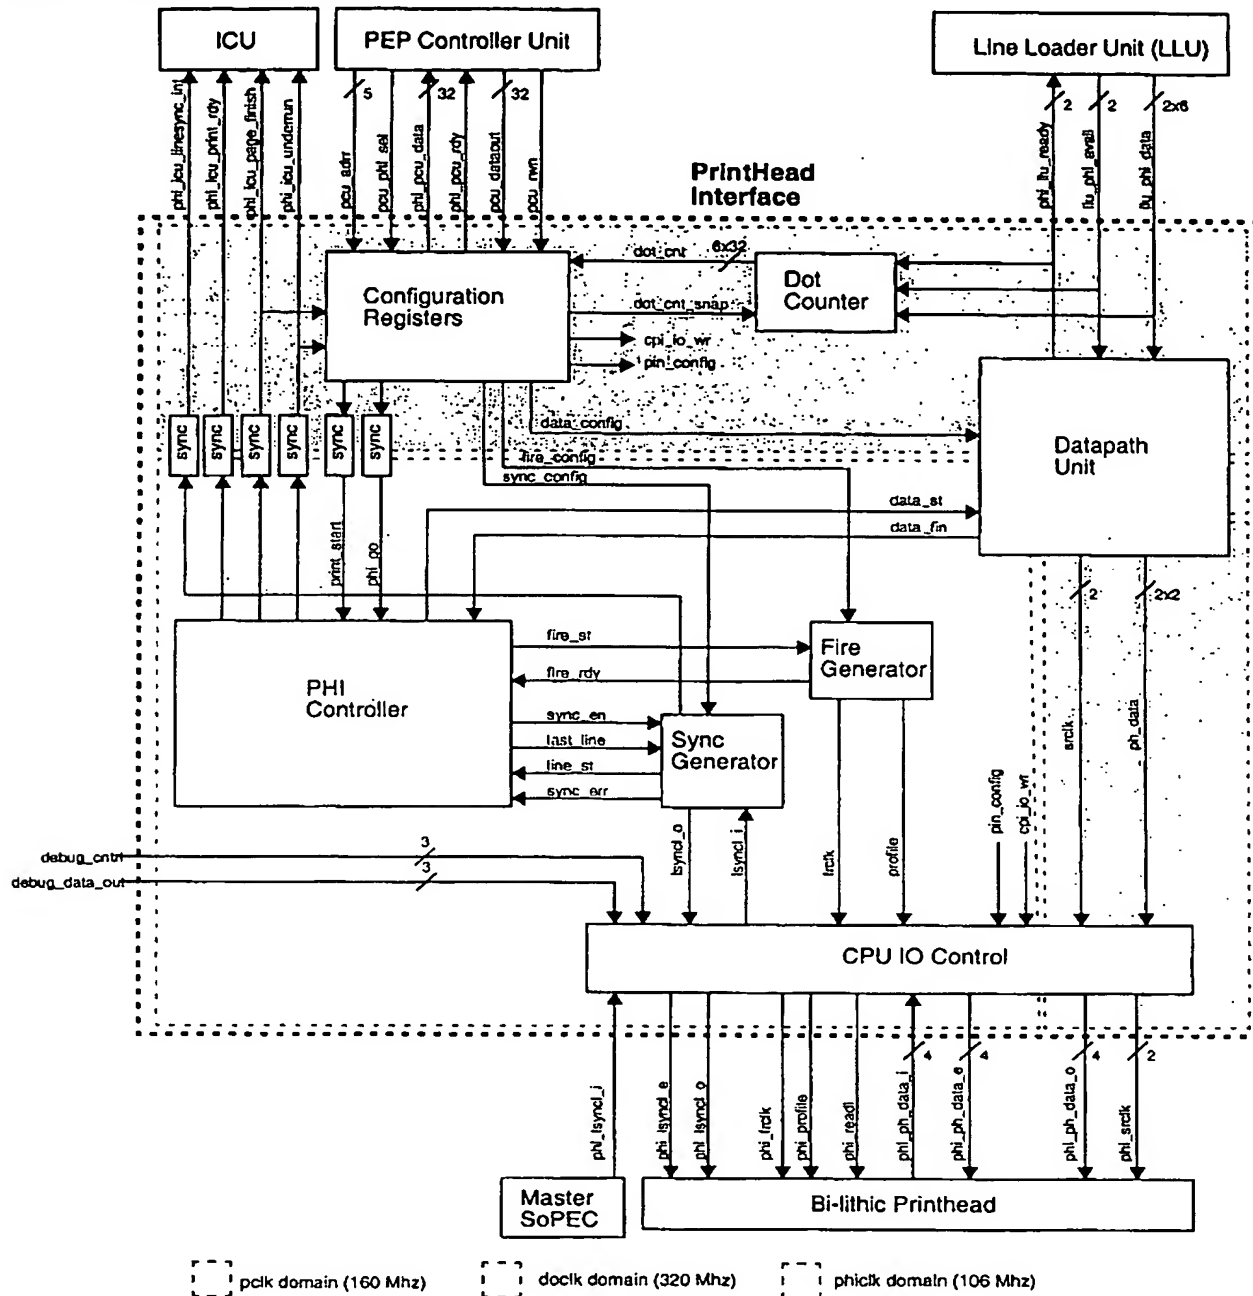 ICU
PEP Controller Unit
Line Loader Unit (LLU)
phi_icu_linesync_int
phi_icu_print_rdy
phi_icu_page_finish
phi_icu_underrun
5
32
32
pcu_adrr
pcu_phi_sel
phi_pcu_data
phi_pcu_rdy
pcu_dataout
pcu_rwn
2
2
2x6
phi_llu_ready
llu_phi_avail
llu_phi_data
PrintHead
Interface
Configuration
Registers
dot_cnt
6x32
dot_cnt_snap
cpi_io_wr
pin_config
Dot
Counter
Datapath
Unit
sync
sync
sync
sync
sync
sync
data_config
fire_config
sync_config
data_st
data_fin
print_start
phi_go
2
2x2
srclk
ph_data
PHI
Controller
fire_st
fire_rdy
Fire
Generator
sync_en
last_line
line_st
sync_err
Sync
Generator
lsyncl_o
lsyncl_i
frclk
profile
pin_config
cpi_io_wr
debug_cntrl
3
debug_data_out
3
CPU IO Control
phi_lsyncl_i
phi_lsyncl_e
phi_lsyncl_o
phi_frclk
phi_profile
phi_readl
phi_ph_data_i
4
phi_ph_data_e
4
phi_ph_data_o
4
phi_srclk
2
Master
SoPEC
Bi-lithic Printhead
pclk domain (160 Mhz)
doclk domain (320 Mhz)
phiclk domain (106 Mhz)